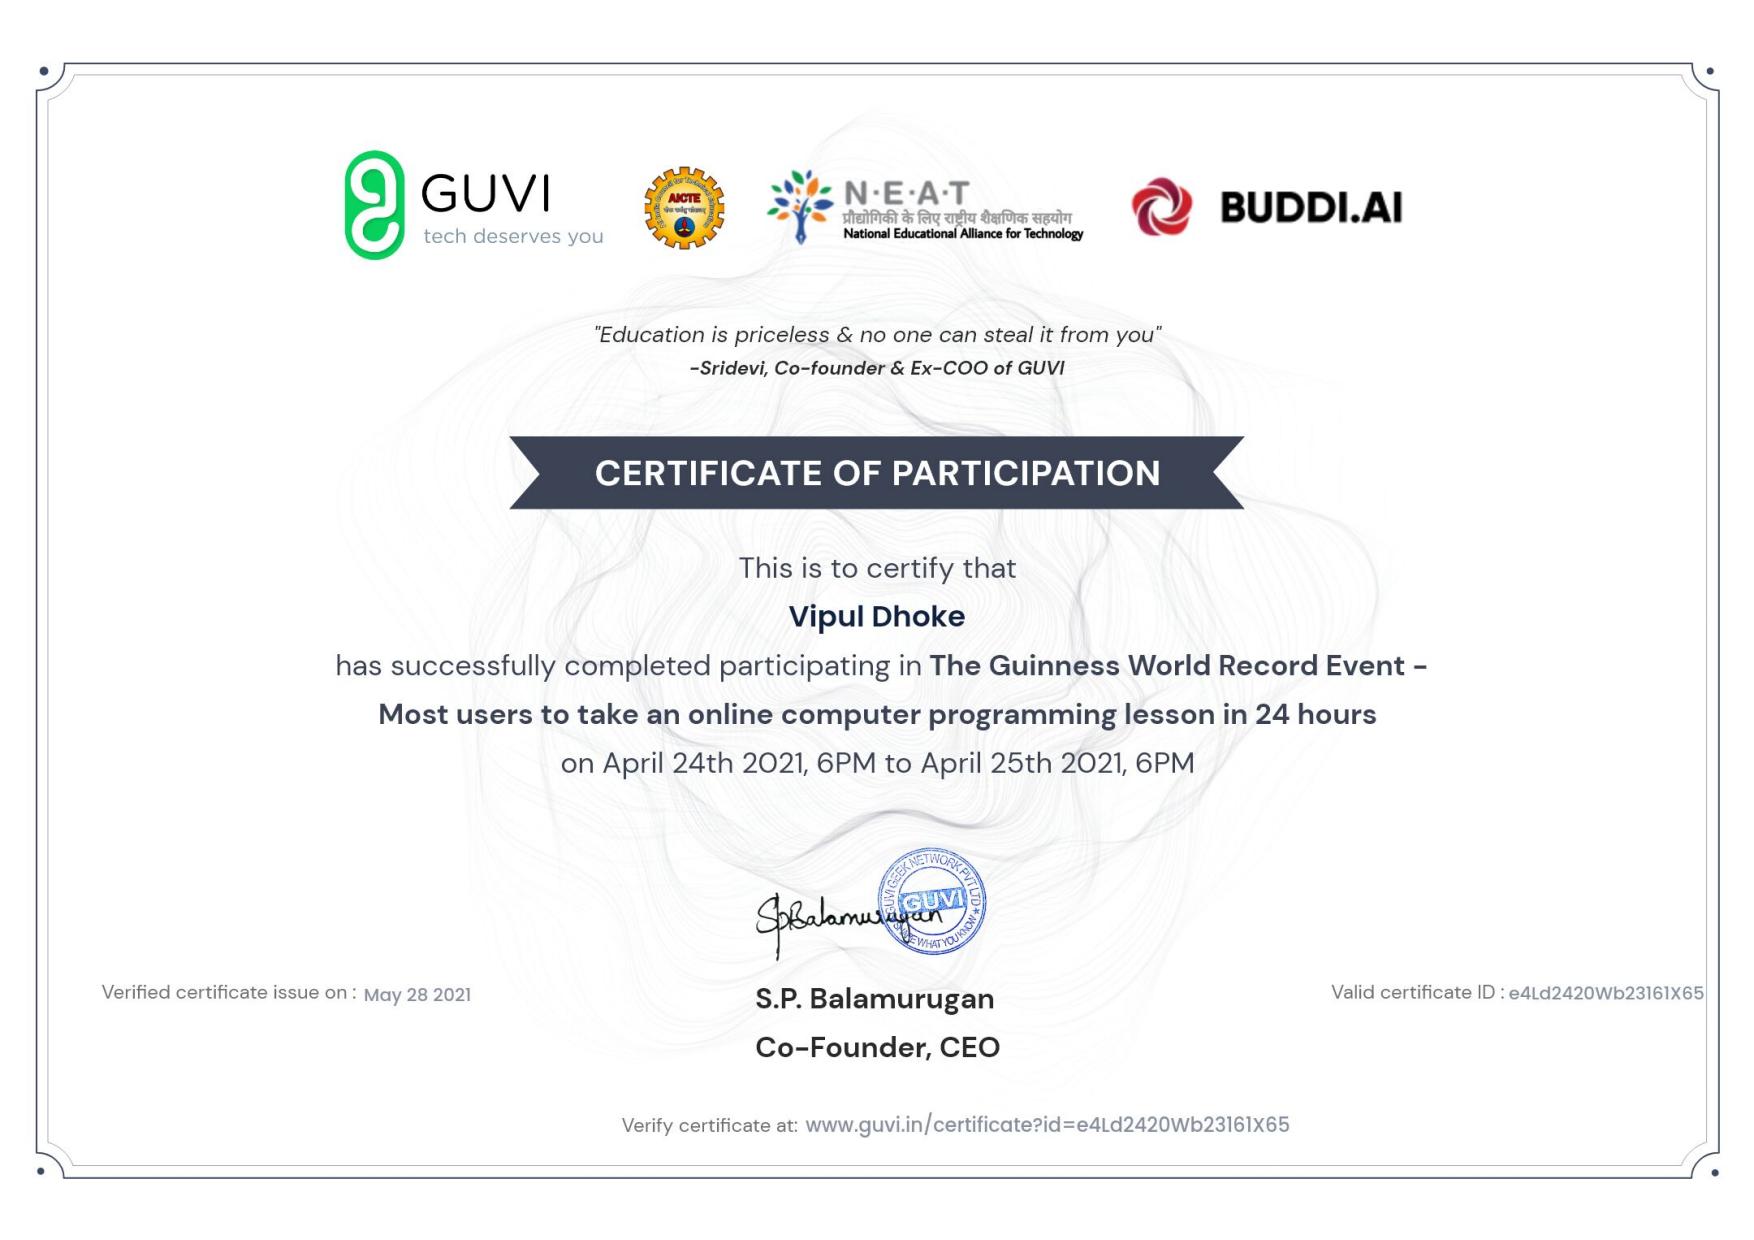 GUVI
tech deserves you
AICTE
N·E·A·T
प्रौद्योगिकी के लिए राष्ट्रीय शैक्षणिक सहयोग
National Educational Alliance for Technology
BUDDI.AI
"Education is priceless & no one can steal it from you"
-Sridevi, Co-founder & Ex-COO of GUVI
CERTIFICATE OF PARTICIPATION
This is to certify that
Vipul Dhoke
has successfully completed participating in The Guinness World Record Event -
Most users to take an online computer programming lesson in 24 hours
on April 24th 2021, 6PM to April 25th 2021, 6PM
SpBalamurugan
GUVI GEEK NETWORK PVT LTD
GUVI
WHAT YOU KNOW
Verified certificate issue on : May 28 2021
S.P. Balamurugan
Co-Founder, CEO
Valid certificate ID : e4Ld2420Wb23161X65
Verify certificate at: www.guvi.in/certificate?id=e4Ld2420Wb23161X65